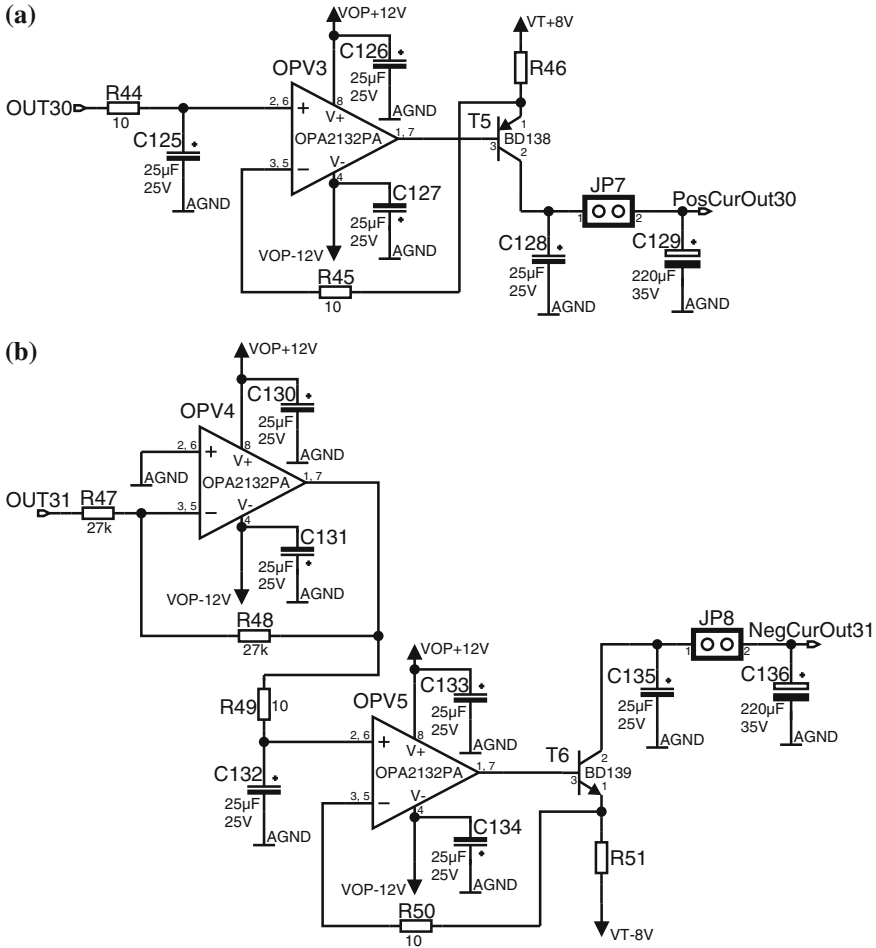 (a)
VOP+12V
VT+8V
C126
25µF
25V
AGND
OPV3
R46
R44
OUT30
10
2, 6
8
V+
OPA2132PA
1, 7
T5
1
BD138
3
2
C125
25µF
25V
AGND
3, 5
V-
4
C127
25µF
25V
AGND
VOP-12V
JP7
1
2
PosCurOut30
C128
25µF
25V
AGND
C129
220µF
35V
AGND
R45
10
(b)
VOP+12V
C130
25µF
25V
AGND
OPV4
2, 6
8
V+
AGND
OPA2132PA
1, 7
OUT31
R47
27k
3, 5
V-
4
C131
25µF
25V
AGND
VOP-12V
R48
27k
VOP+12V
C133
25µF
25V
AGND
R49
10
OPV5
2, 6
8
V+
OPA2132PA
1, 7
C132
25µF
25V
AGND
3, 5
V-
4
C134
25µF
25V
AGND
VOP-12V
R50
10
T6
2
BD139
3
1
R51
VT-8V
JP8
1
2
NegCurOut31
C135
25µF
25V
AGND
C136
220µF
35V
AGND